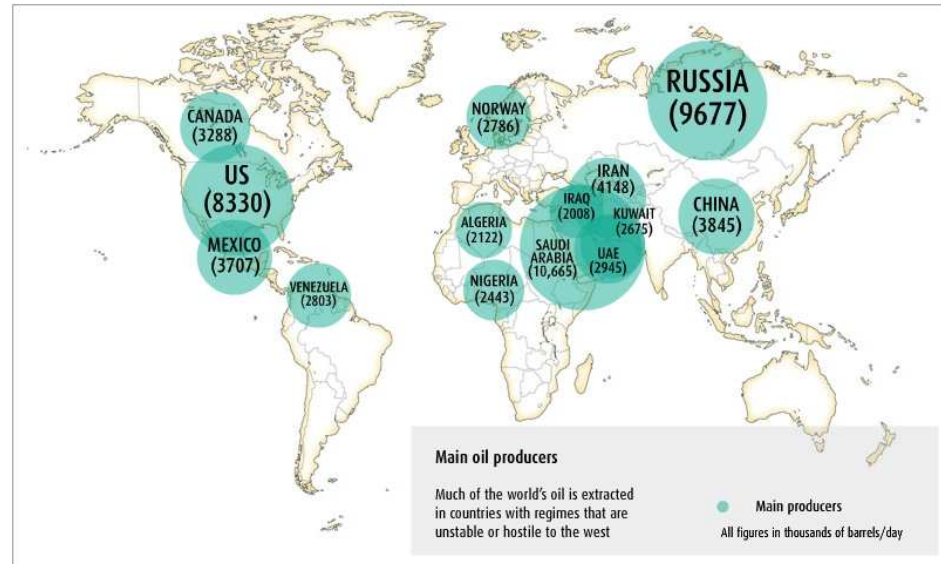 RUSSIA
(9677)
NORWAY
(2786)
CANADA
(3288)
US
(8330)
IRAN
(4148)
IRAQ
(2008)
KUWAIT
(2675)
CHINA
(3845)
ALGERIA
(2122)
MEXICO
(3707)
SAUDI
ARABIA
(10,665)
UAE
(2945)
VENEZUELA
(2803)
NIGERIA
(2443)
Main oil producers
Much of the world's oil is extracted
in countries with regimes that are
unstable or hostile to the west
Main producers
All figures in thousands of barrels/day